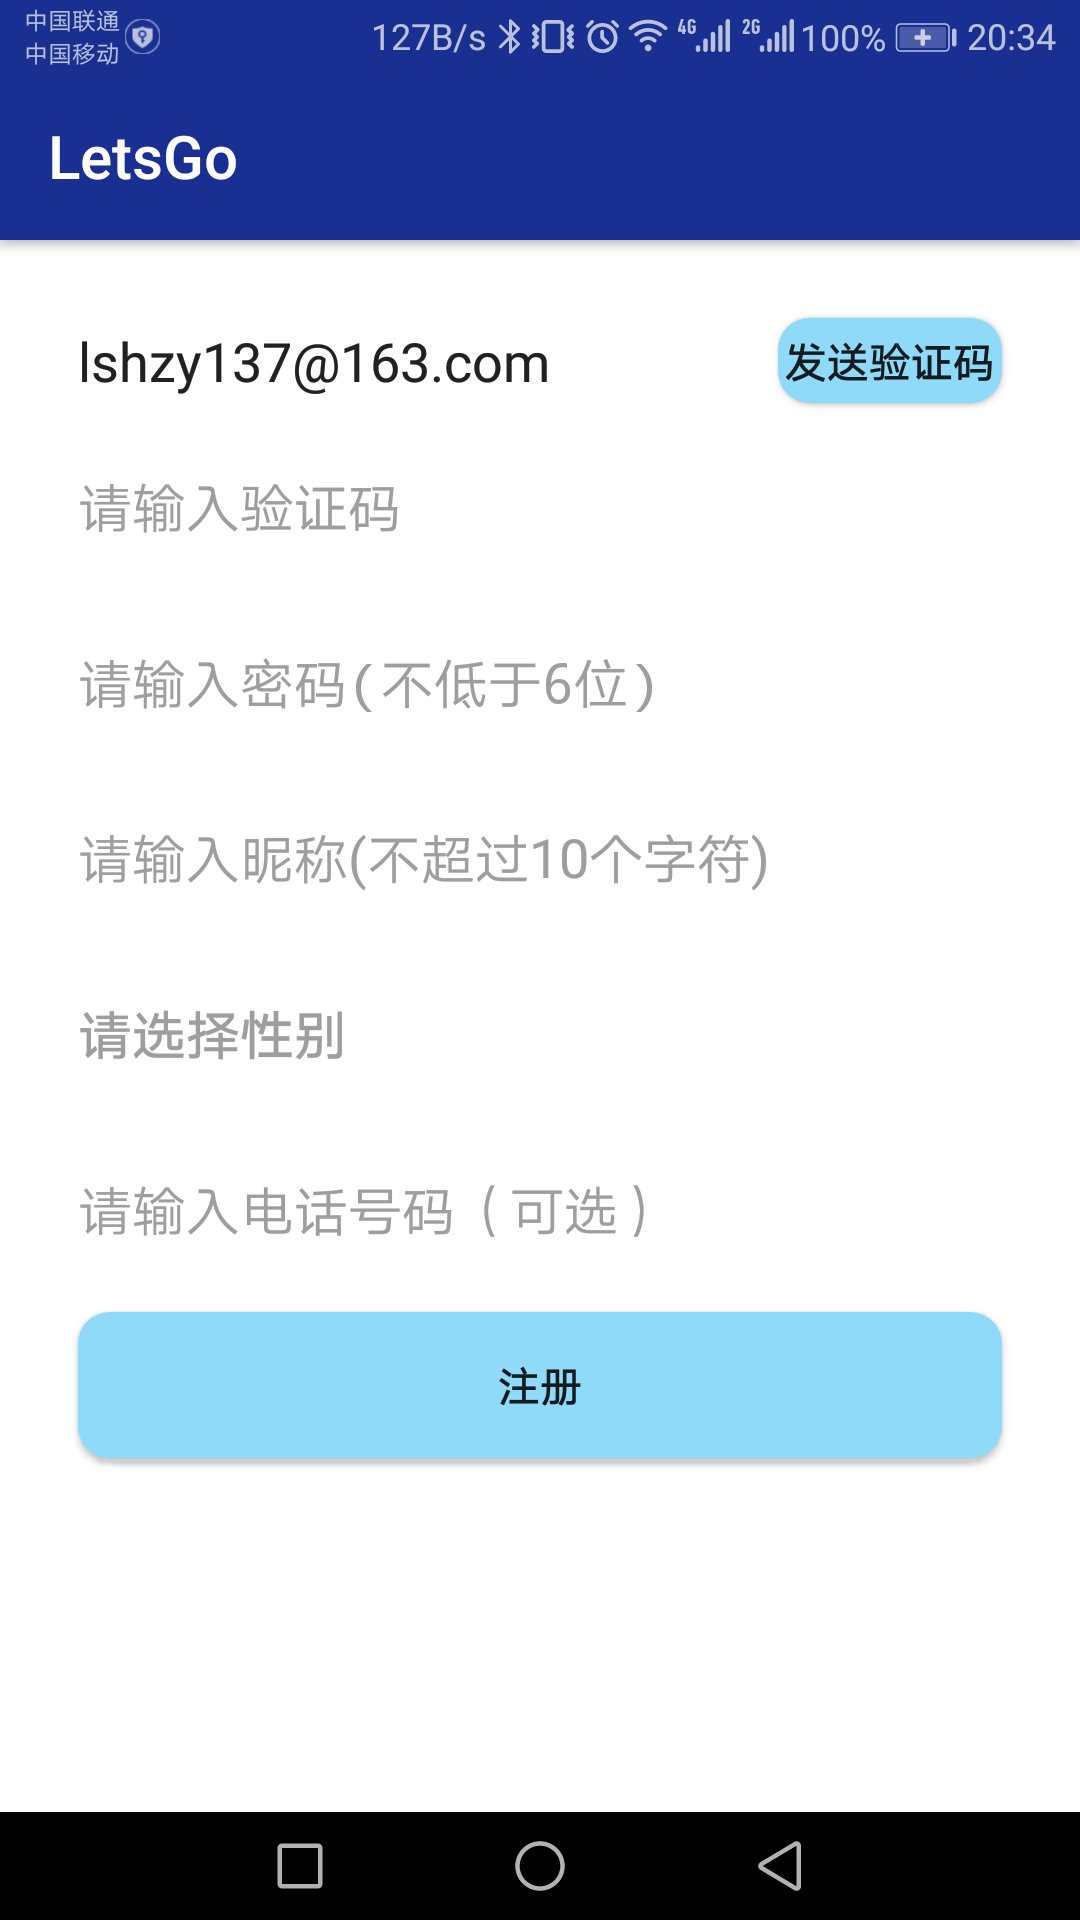 中国联通
中国移动
127B/s 4G 2G 100% 20:34
LetsGo
lshzy137@163.com 发送验证码
请输入验证码
请输入密码(不低于6位)
请输入昵称(不超过10个字符)
请选择性别
请输入电话号码（可选）
注册